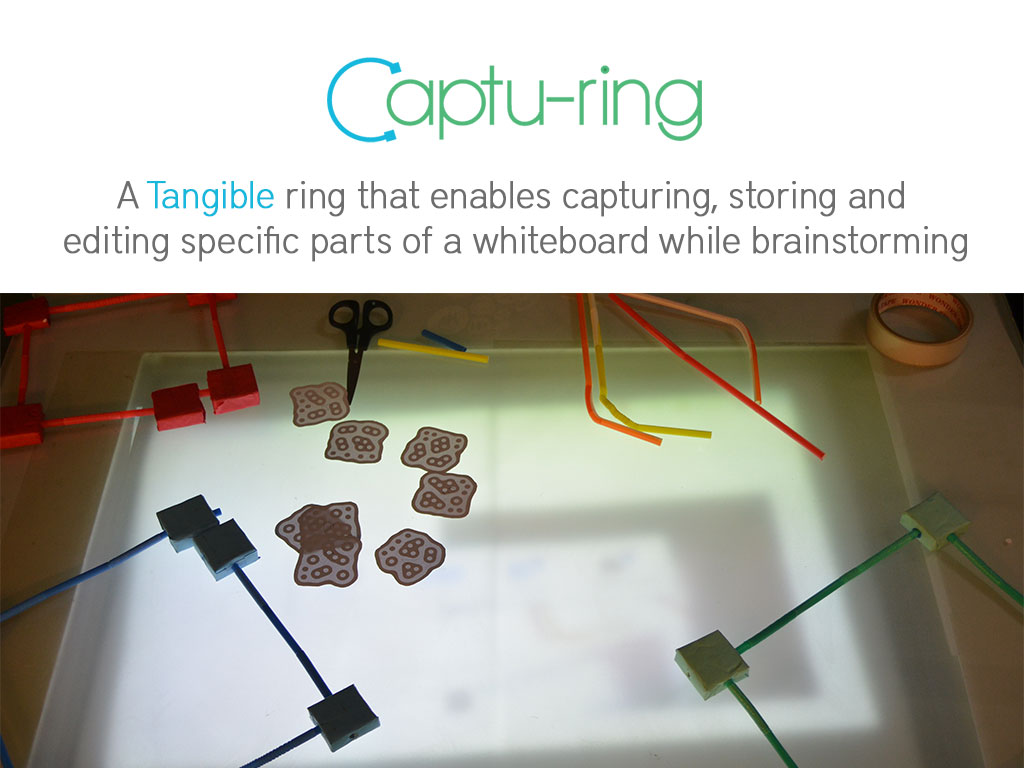 Captu-ring
A Tangible ring that enables capturing, storing and
editing specific parts of a whiteboard while brainstorming